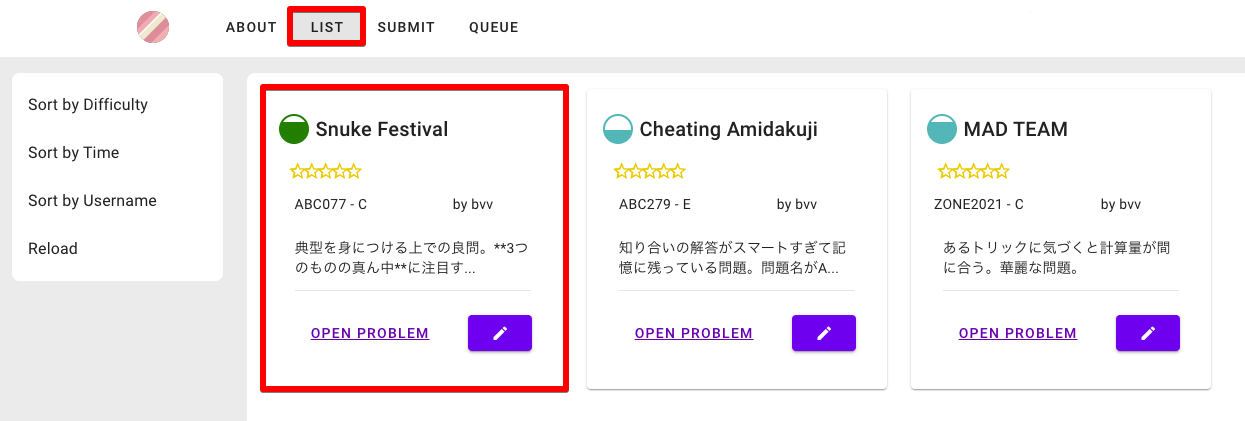 ABOUT LIST SUBMIT QUEUE
Sort by Difficulty
Sort by Time
Sort by Username
Reload
Snuke Festival
ABC077 - C by bvv
典型を身につける上での良問。**3つ
のものの真ん中**に注目す...
OPEN PROBLEM
Cheating Amidakuji
ABC279 - E by bvv
知り合いの解答がスマートすぎて記
憶に残っている問題。問題名がA...
OPEN PROBLEM
MAD TEAM
ZONE2021 - C by bvv
あるトリックに気づくと計算量が間
に合う。華麗な問題。
OPEN PROBLEM